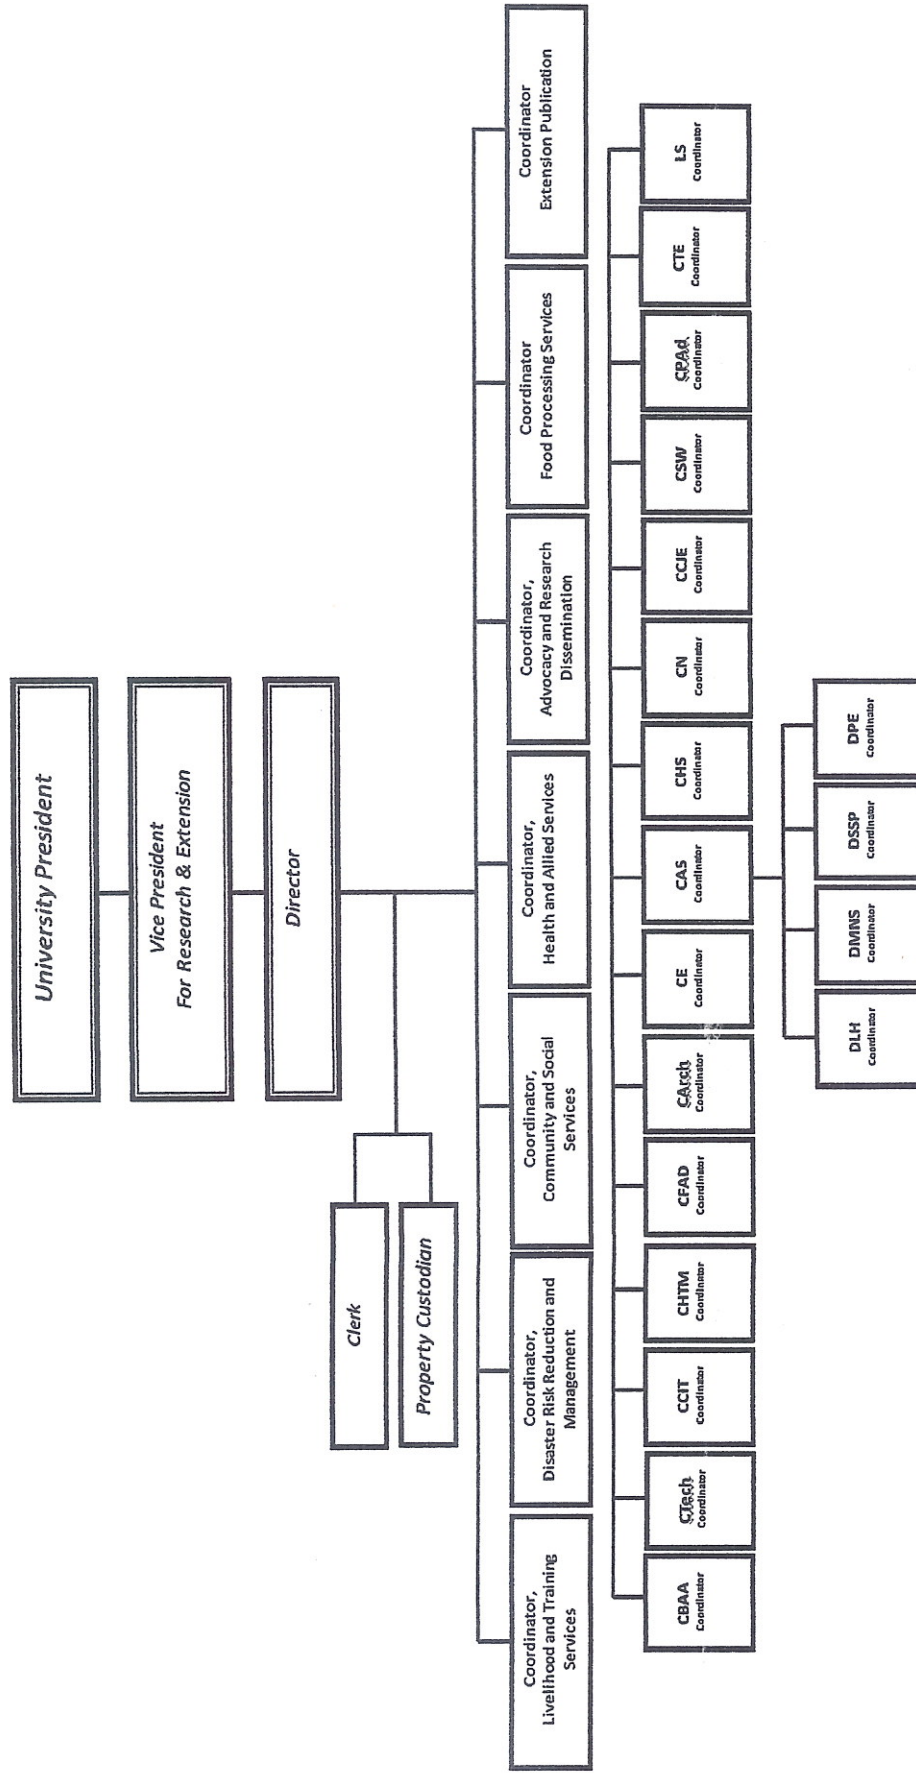 University President
Vice President
For Research & Extension
Director
Clerk
Property Custodian
Coordinator,
Livelihood and Training
Services
Coordinator,
Disaster Risk Reduction and
Management
Coordinator,
Community and Social
Services
Coordinator,
Health and Allied Services
Coordinator,
Advocacy and Research
Dissemination
Coordinator
Food Processing Services
Coordinator
Extension Publication
CBAA
Coordinator
CTech
Coordinator
CCIT
Coordinator
CHTM
Coordinator
CFAD
Coordinator
CArch
Coordinator
CE
Coordinator
CAS
Coordinator
CHS
Coordinator
CN
Coordinator
CCJE
Coordinator
CSW
Coordinator
CPAd
Coordinator
CTE
Coordinator
LS
Coordinator
DLH
Coordinator
DMNS
Coordinator
DSSP
Coordinator
DPE
Coordinator